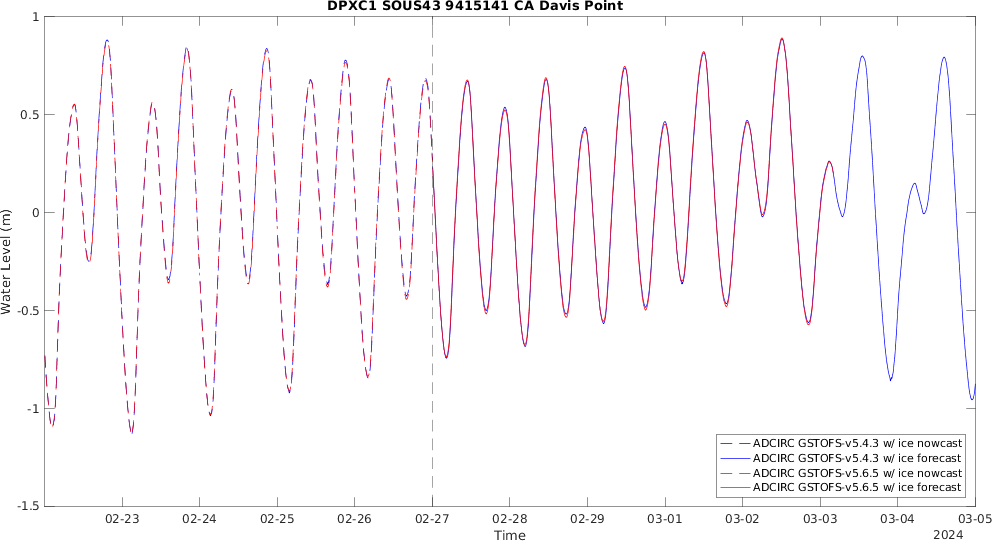 DPXC1 SOUS43 9415141 CA Davis Point
1
0.5
0
-0.5
-1
-1.5
Water Level (m)
ADCIRC GSTOFS-v5.4.3 w/ ice nowcast
ADCIRC GSTOFS-v5.4.3 w/ ice forecast
ADCIRC GSTOFS-v5.6.5 w/ ice nowcast
ADCIRC GSTOFS-v5.6.5 w/ ice forecast
02-23 02-24 02-25 02-26 02-27 02-28 02-29 03-01 03-02 03-03 03-04 03-05
Time
2024